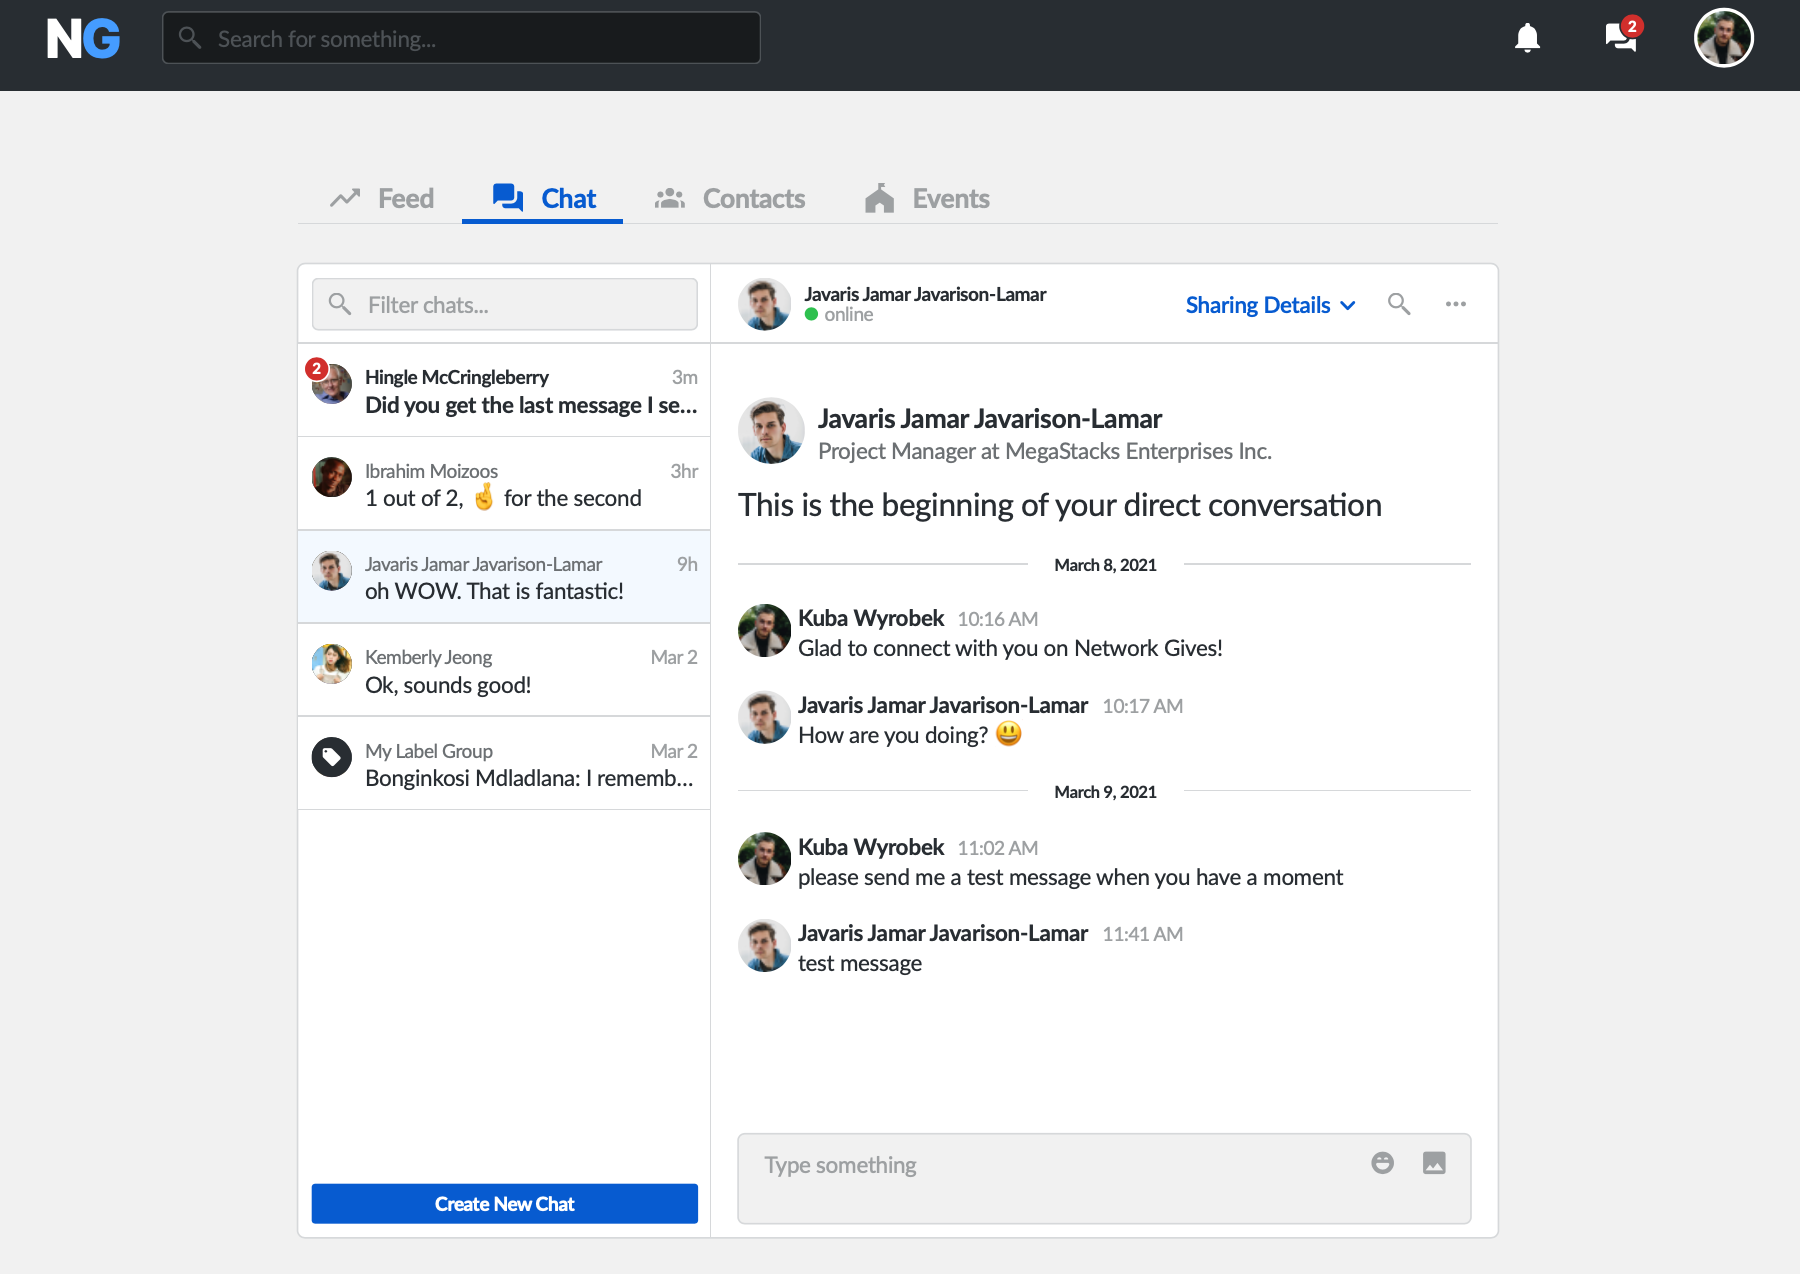 NG
Search for something...
2
Feed
Chat
Contacts
Events
Filter chats...
2
Hingle McCringleberry 3m
Did you get the last message I se...
Ibrahim Moizoos 3hr
1 out of 2, 🤞 for the second
Javaris Jamar Javarison-Lamar 9h
oh WOW. That is fantastic!
Kemberly Jeong Mar 2
Ok, sounds good!
My Label Group Mar 2
Bonginkosi Mdladlana: I rememb...
Create New Chat
Javaris Jamar Javarison-Lamar
online
Sharing Details
Javaris Jamar Javarison-Lamar
Project Manager at MegaStacks Enterprises Inc.
This is the beginning of your direct conversation
March 8, 2021
Kuba Wyrobek 10:16 AM
Glad to connect with you on Network Gives!
Javaris Jamar Javarison-Lamar 10:17 AM
How are you doing? 😃
March 9, 2021
Kuba Wyrobek 11:02 AM
please send me a test message when you have a moment
Javaris Jamar Javarison-Lamar 11:41 AM
test message
Type something